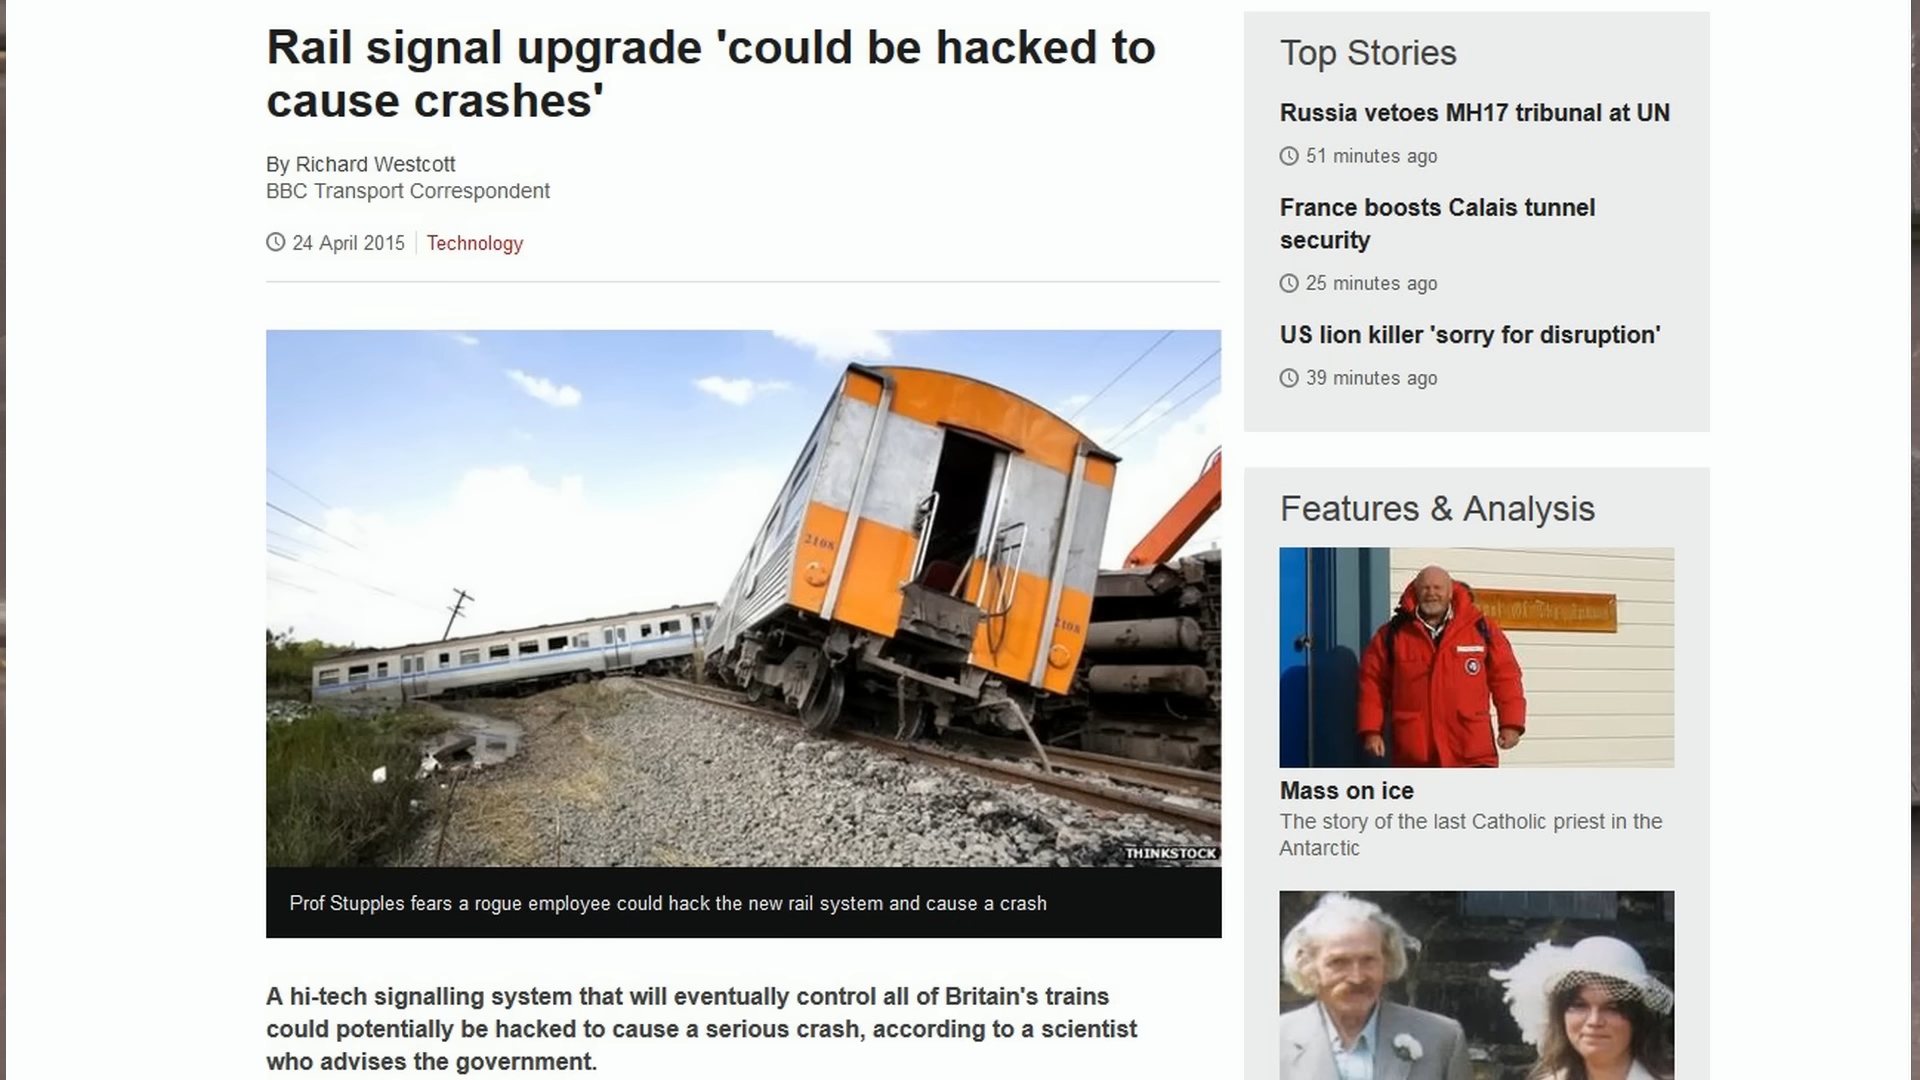 Rail signal upgrade 'could be hacked to
cause crashes'
By Richard Westcott
BBC Transport Correspondent
24 April 2015
Technology
2108
2108
THINKSTOCK
Prof Stupples fears a rogue employee could hack the new rail system and cause a crash
A hi-tech signalling system that will eventually control all of Britain's trains
could potentially be hacked to cause a serious crash, according to a scientist
who advises the government.
Top Stories
Russia vetoes MH17 tribunal at UN
51 minutes ago
France boosts Calais tunnel
security
25 minutes ago
US lion killer 'sorry for disruption'
39 minutes ago
Features & Analysis
Mass on ice
The story of the last Catholic priest in the
Antarctic